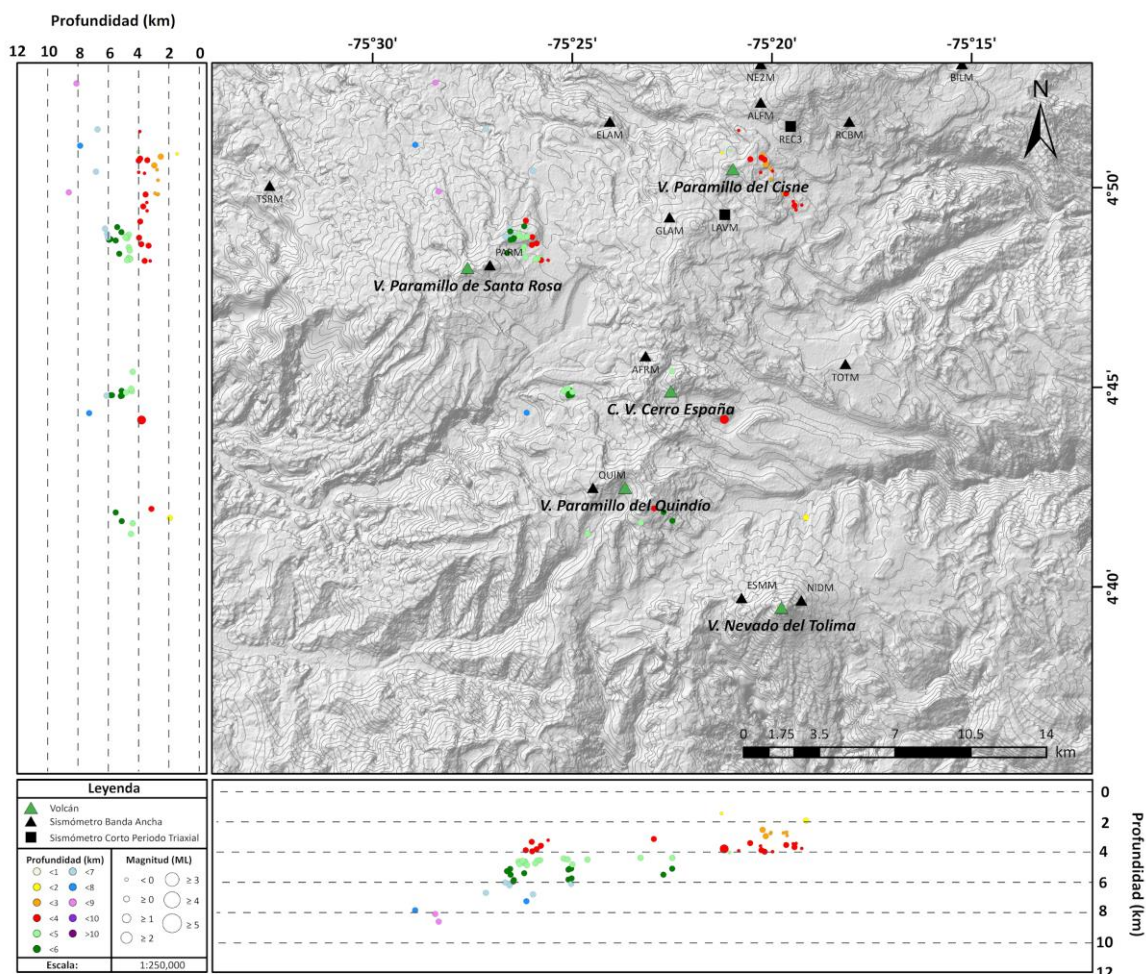 Profundidad (km)
12 10 8 6 4 2 0
-75°30' -75°25' -75°20' -75°15'
N
NE2M
BILM
ALFM
ELAM
REC3
RCBM
4°50'
V. Paramillo del Cisne
TSRM
GLAM
LAVM
PARM
V. Paramillo de Santa Rosa
AFRM
TOTM
4°45'
C. V. Cerro España
QUIM
V. Paramillo del Quindío
4°40'
ESMM
NIDM
V. Nevado del Tolima
0 1.75 3.5 7 10.5 14
km
Leyenda
Volcán
Sismómetro Banda Ancha
Sismómetro Corto Periodo Triaxial
Profundidad (km)
<1 <7
<2 <8
<3 <9
<4 <10
<5 >10
<6
Magnitud (ML)
< 0 ≥ 3
≥ 0 ≥ 4
≥ 1 ≥ 5
≥ 2
Escala: 1:250,000
0
2
4
6
8
10
12
Profundidad (km)